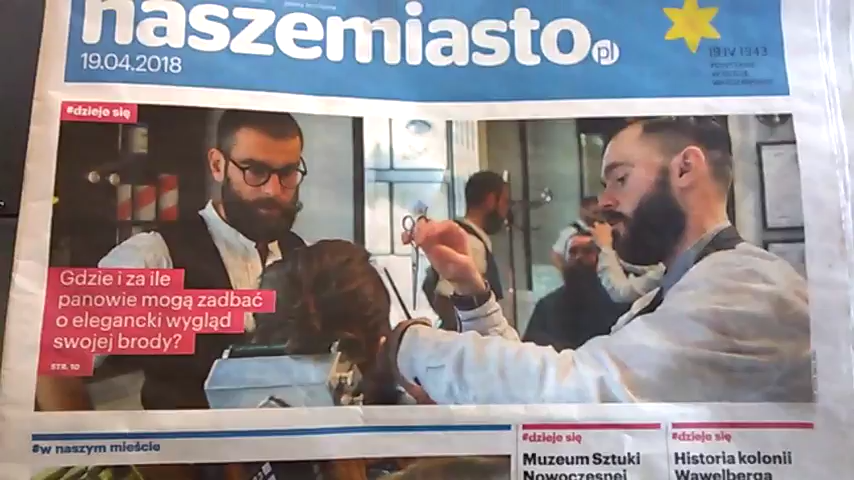 naszemiasto.pl
19.04.2018
19 IV 1943
#dzieje się
Gdzie i za ile
panowie mogą zadbać
o elegancki wygląd
swojej brody?
STR. 10
#w naszym mieście
#dzieje się
Muzeum Sztuki
Nowoczesnej
#dzieje się
Historia kolonii
Wawelberga